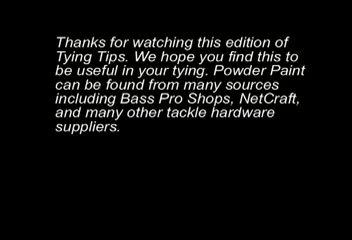 Thanks for watching this edition of
Tying Tips. We hope you find this to
be useful in your tying. Powder Paint
can be found from many sources
including Bass Pro Shops, NetCraft,
and many other tackle hardware
suppliers.